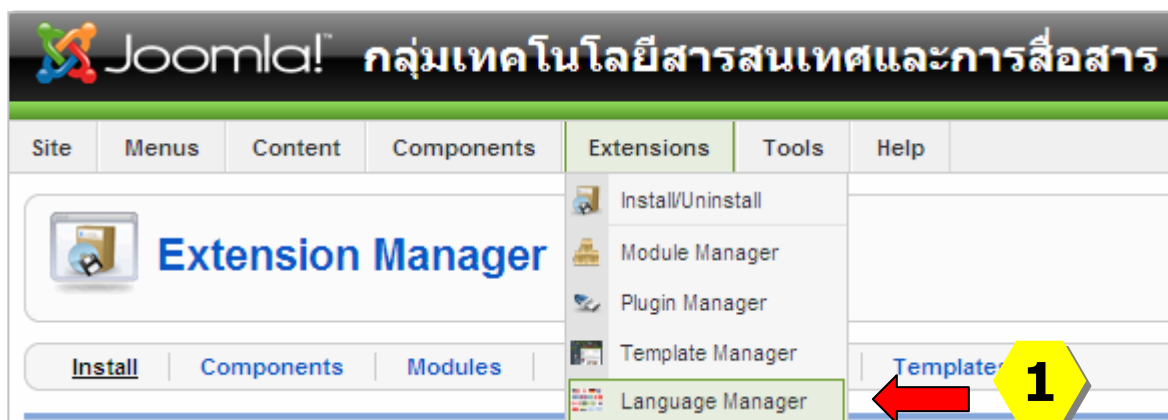 Joomla!™ กลุ่มเทคโนโลยีสารสนเทศและการสื่อสาร
Site Menus Content Components Extensions Tools Help
Install/Uninstall
Extension Manager
Module Manager
Plugin Manager
Template Manager
Install Components Modules Templates
Language Manager
1